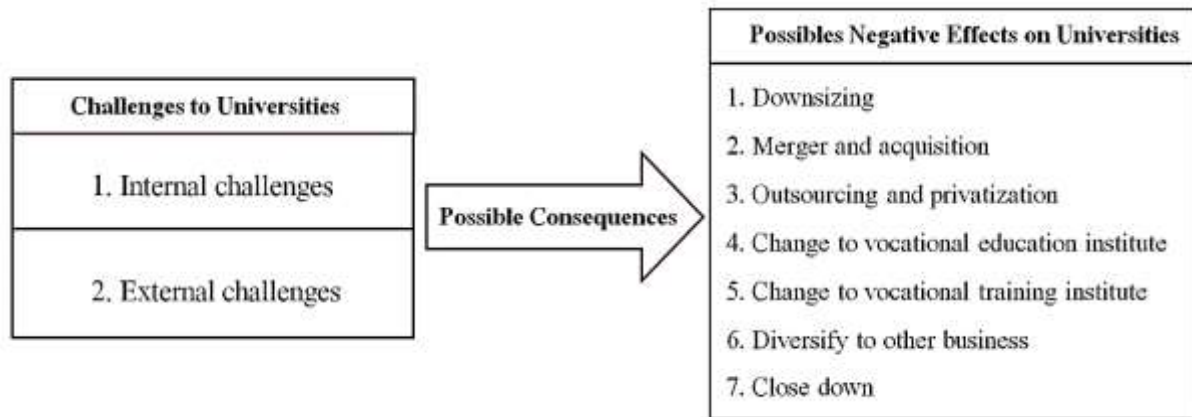 Challenges to Universities
1. Internal challenges
2. External challenges
Possible Consequences
Possibles Negative Effects on Universities
1. Downsizing
2. Merger and acquisition
3. Outsourcing and privatization
4. Change to vocational education institute
5. Change to vocational training institute
6. Diversify to other business
7. Close down